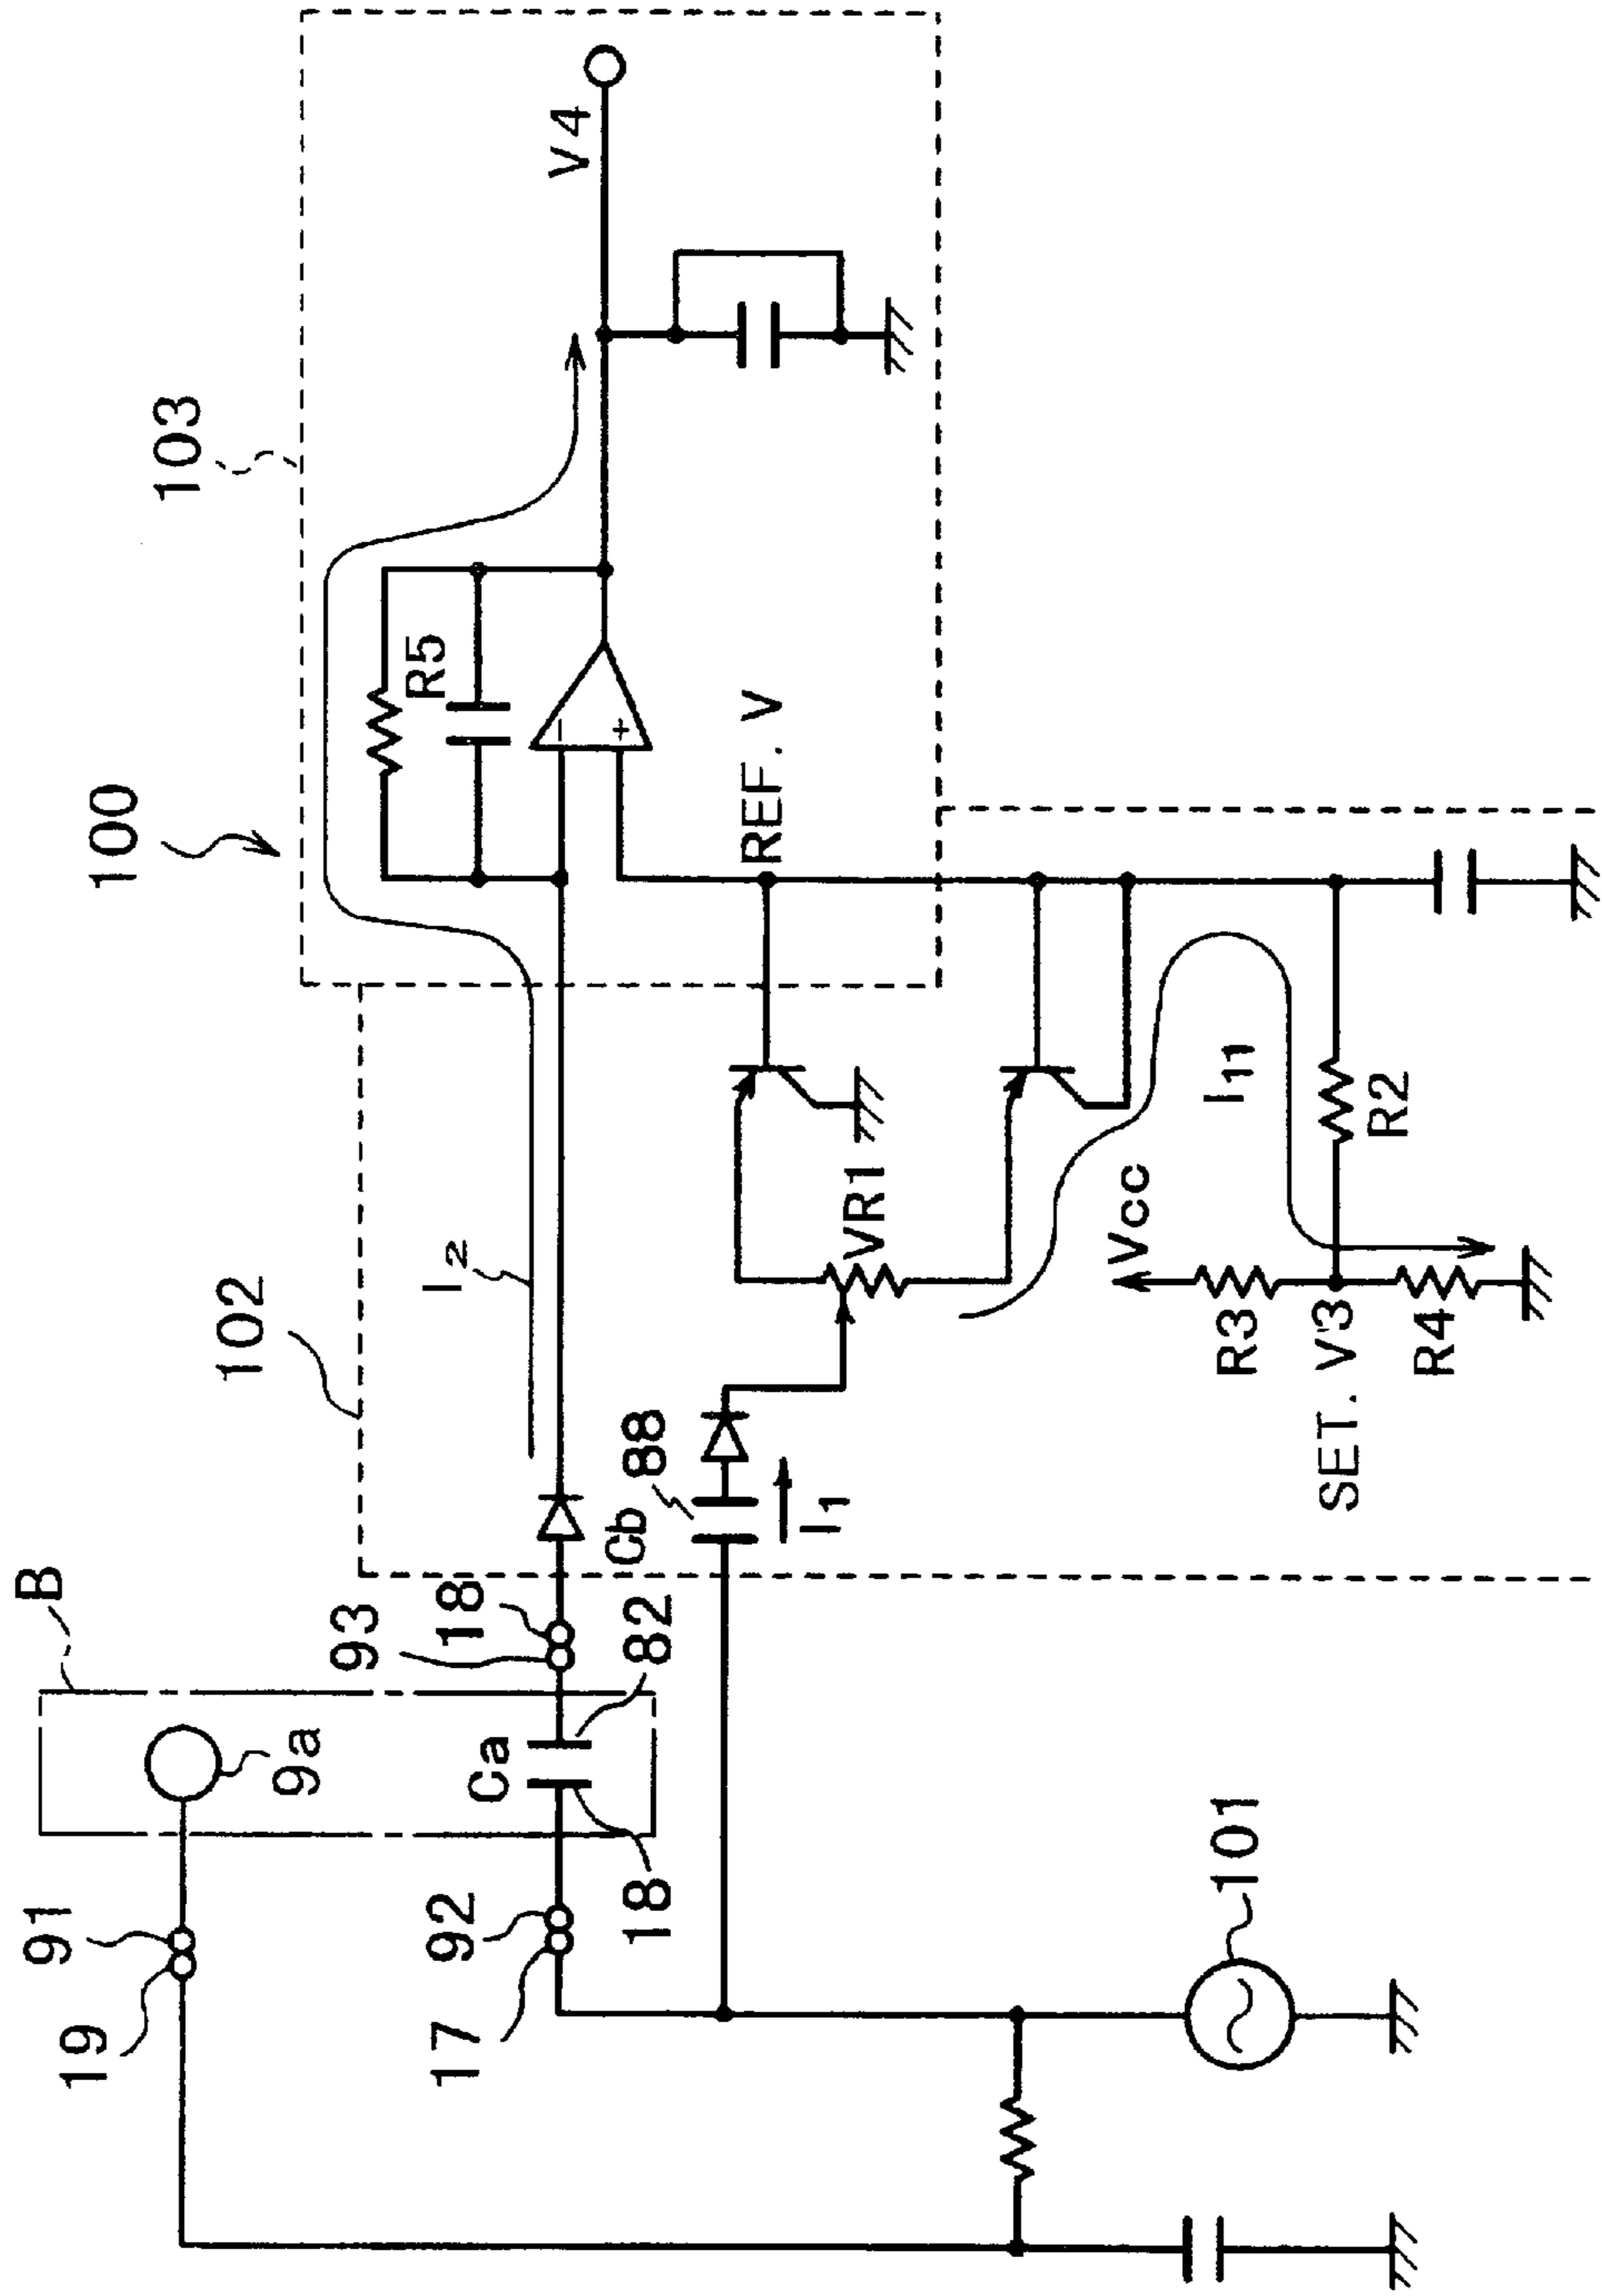 103
100
102
B
V4
R5
REF. V
I2
93
18
Cb
88
I1
VR1
I11
Vcc
R2
R3
SET. V3
R4
9a
Ca
82
18
91
19
92
17
101
−
+